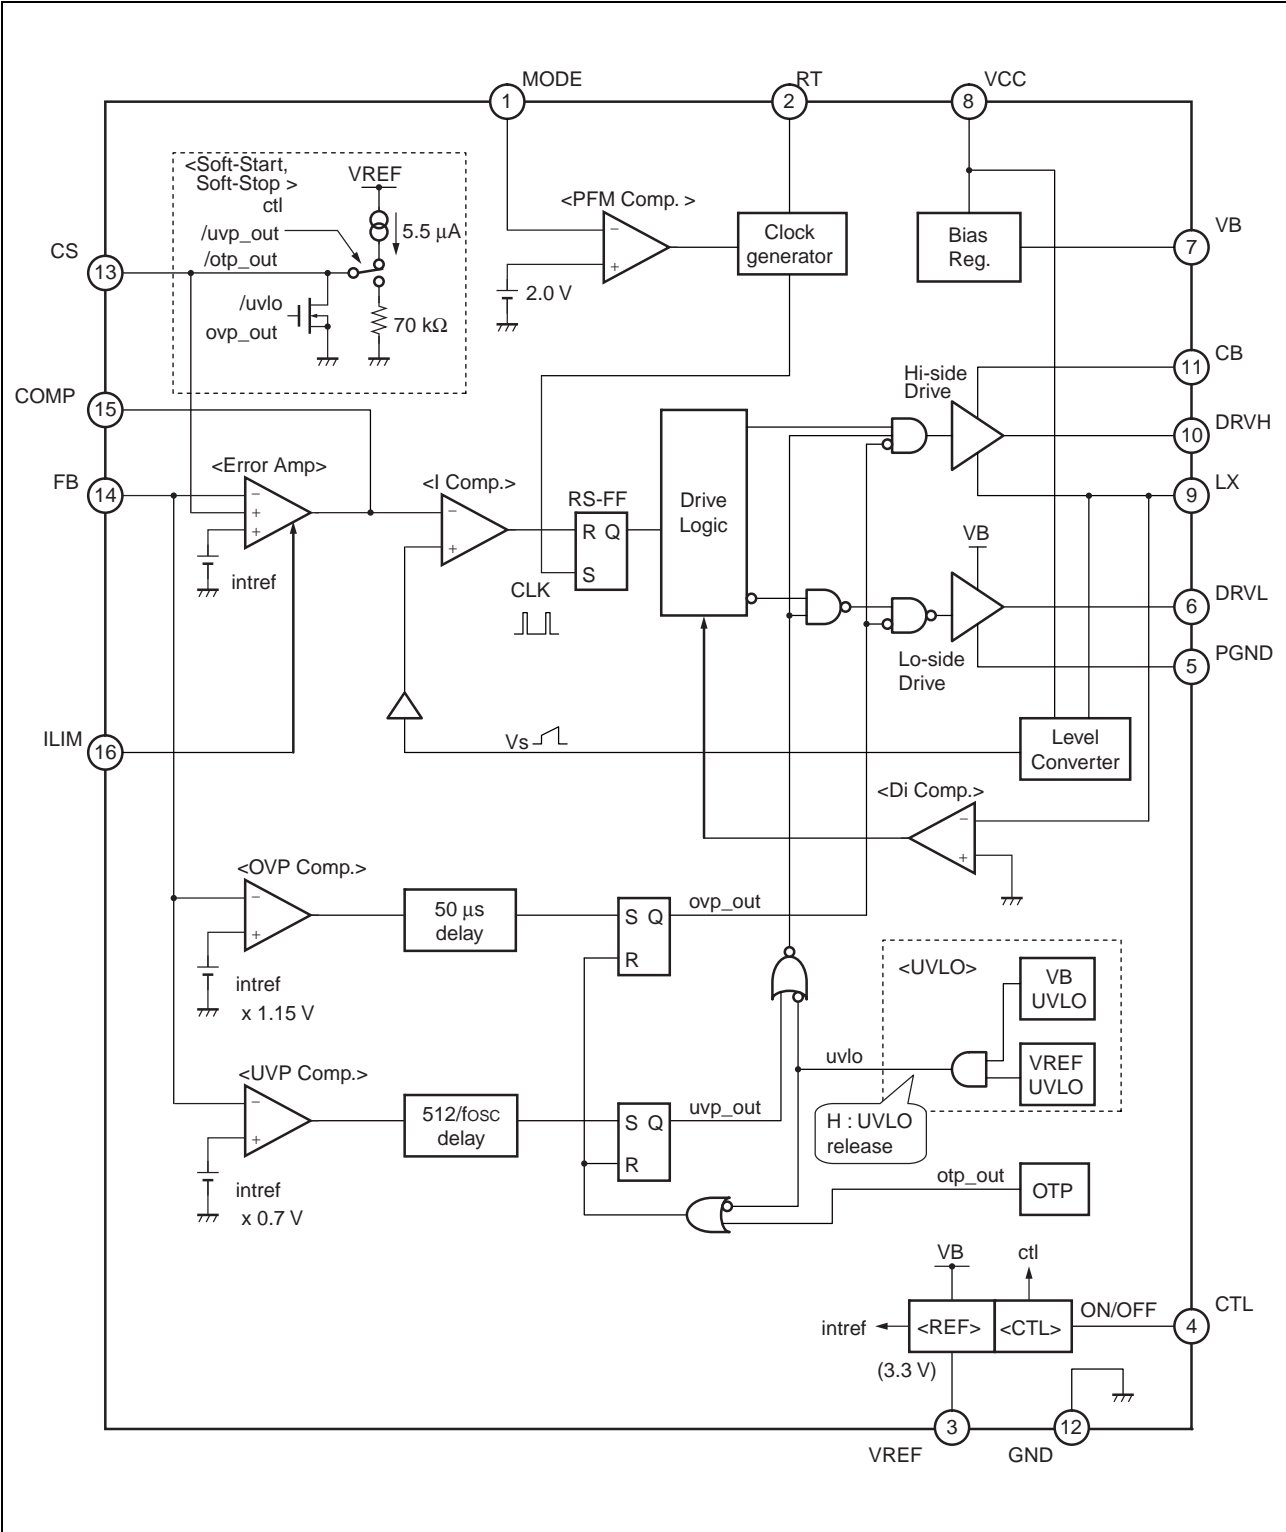 MODE
1
RT
2
VCC
8
<Soft-Start,
Soft-Stop >
ctl
VREF
/uvp_out
5.5 μA
/otp_out
/uvlo
ovp_out
70 kΩ
CS
13
<PFM Comp. >
−
+
2.0 V
Clock
generator
Bias
Reg.
VB
7
CB
11
Hi-side
Drive
DRVH
10
LX
9
COMP
15
FB
14
<Error Amp>
−
+
+
intref
<I Comp.>
−
+
RS-FF
R Q
S
CLK
Drive
Logic
VB
DRVL
6
Lo-side
Drive
PGND
5
ILIM
16
Vs
Level
Converter
<Di Comp.>
−
+
<OVP Comp.>
−
+
intref
x 1.15 V
50 μs
delay
S Q
R
ovp_out
<UVLO>
VB
UVLO
VREF
UVLO
uvlo
H : UVLO
release
<UVP Comp.>
−
+
intref
x 0.7 V
512/fOSC
delay
S Q
R
uvp_out
otp_out
OTP
VB
ctl
intref
<REF>
<CTL>
ON/OFF
CTL
4
(3.3 V)
3
VREF
12
GND